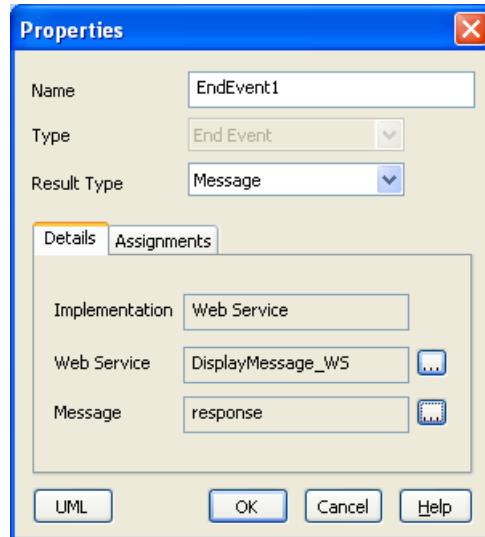 Properties
Name EndEvent1
Type End Event
Result Type Message
Details Assignments
Implementation Web Service
Web Service DisplayMessage_WS ...
Message response ...
UML OK Cancel Help